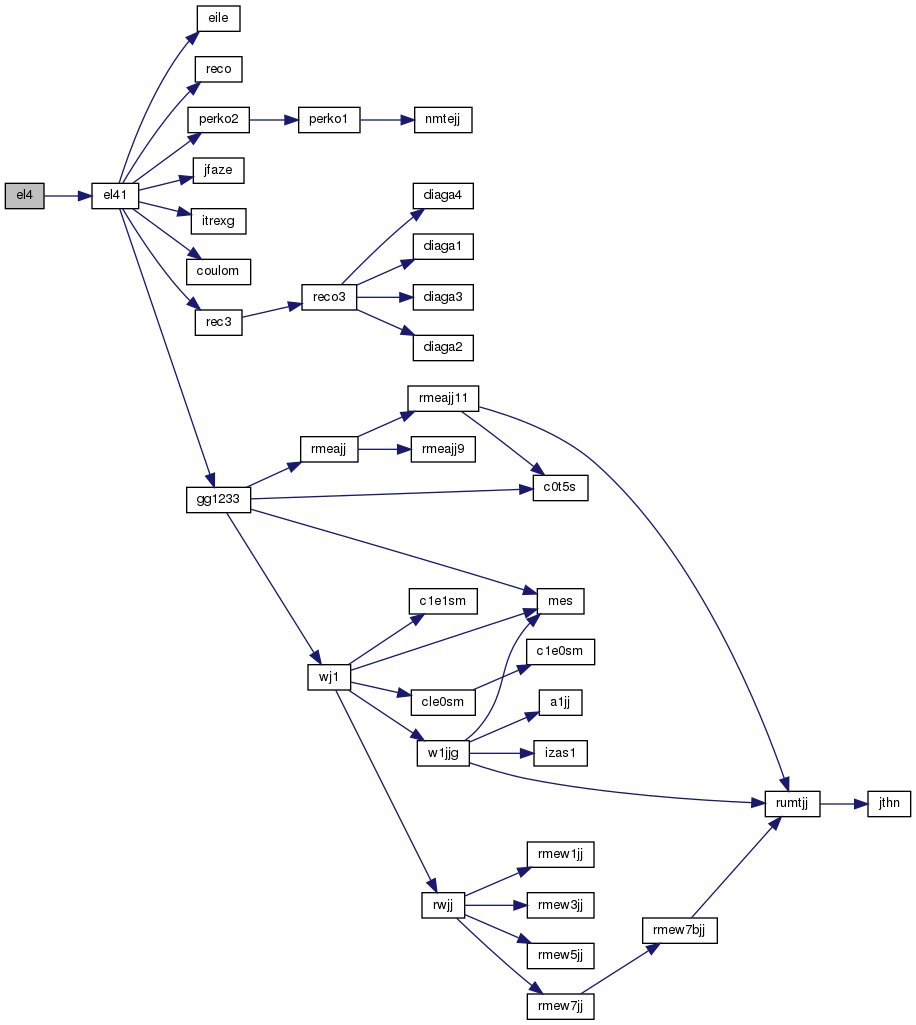 eile
reco
perko2
perko1
nmtejj
jfaze
el4
el41
diaga4
itrexg
diaga1
coulom
reco3
diaga3
rec3
diaga2
rmeajj11
rmeajj
rmeajj9
c0t5s
gg1233
c1e1sm
mes
c1e0sm
wj1
cle0sm
a1jj
w1jjg
izas1
rumtjj
jthn
rmew1jj
rwjj
rmew3jj
rmew7bjj
rmew5jj
rmew7jj